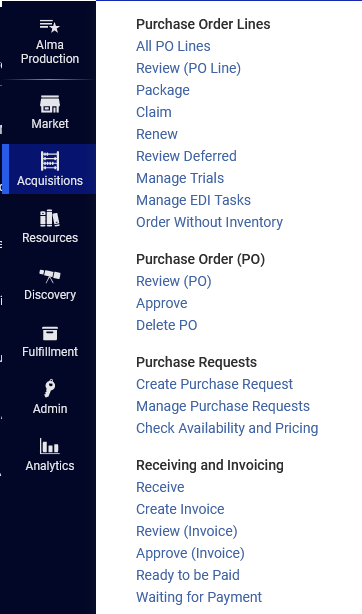 Alma
Production
Market
Acquisitions
Resources
Discovery
Fulfillment
Admin
Analytics
Purchase Order Lines
All PO Lines
Review (PO Line)
Package
Claim
Renew
Review Deferred
Manage Trials
Manage EDI Tasks
Order Without Inventory
Purchase Order (PO)
Review (PO)
Approve
Delete PO
Purchase Requests
Create Purchase Request
Manage Purchase Requests
Check Availability and Pricing
Receiving and Invoicing
Receive
Create Invoice
Review (Invoice)
Approve (Invoice)
Ready to be Paid
Waiting for Payment